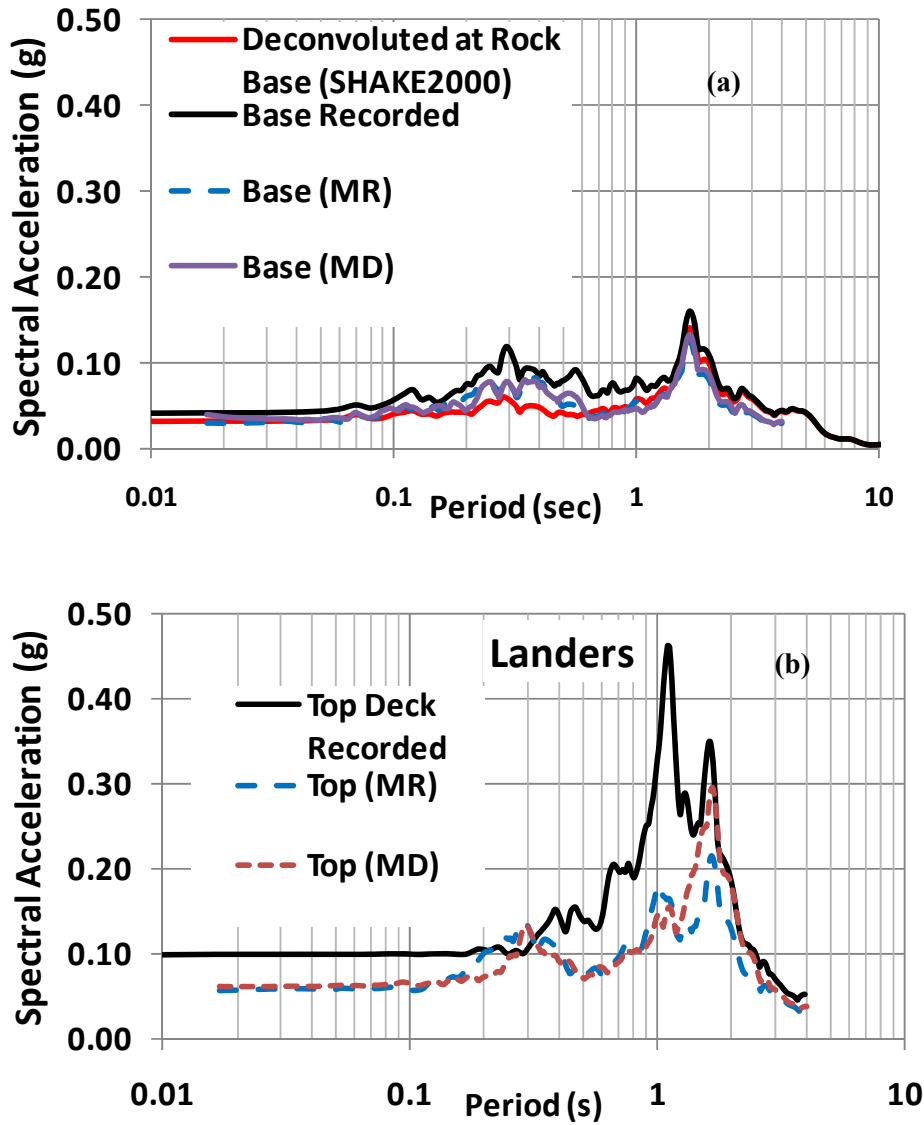 0.50
Deconvoluted at Rock
Base (SHAKE2000)
(a)
0.40
Base Recorded
0.30
Base (MR)
0.20
Base (MD)
0.10
0.00
Spectral Acceleration (g)
0.01 0.1 1 10
Period (sec)
0.50
Landers
(b)
0.40
Top Deck
Recorded
0.30
Top (MR)
0.20
Top (MD)
0.10
0.00
Spectral Acceleration (g)
0.01 0.1 1 10
Period (s)